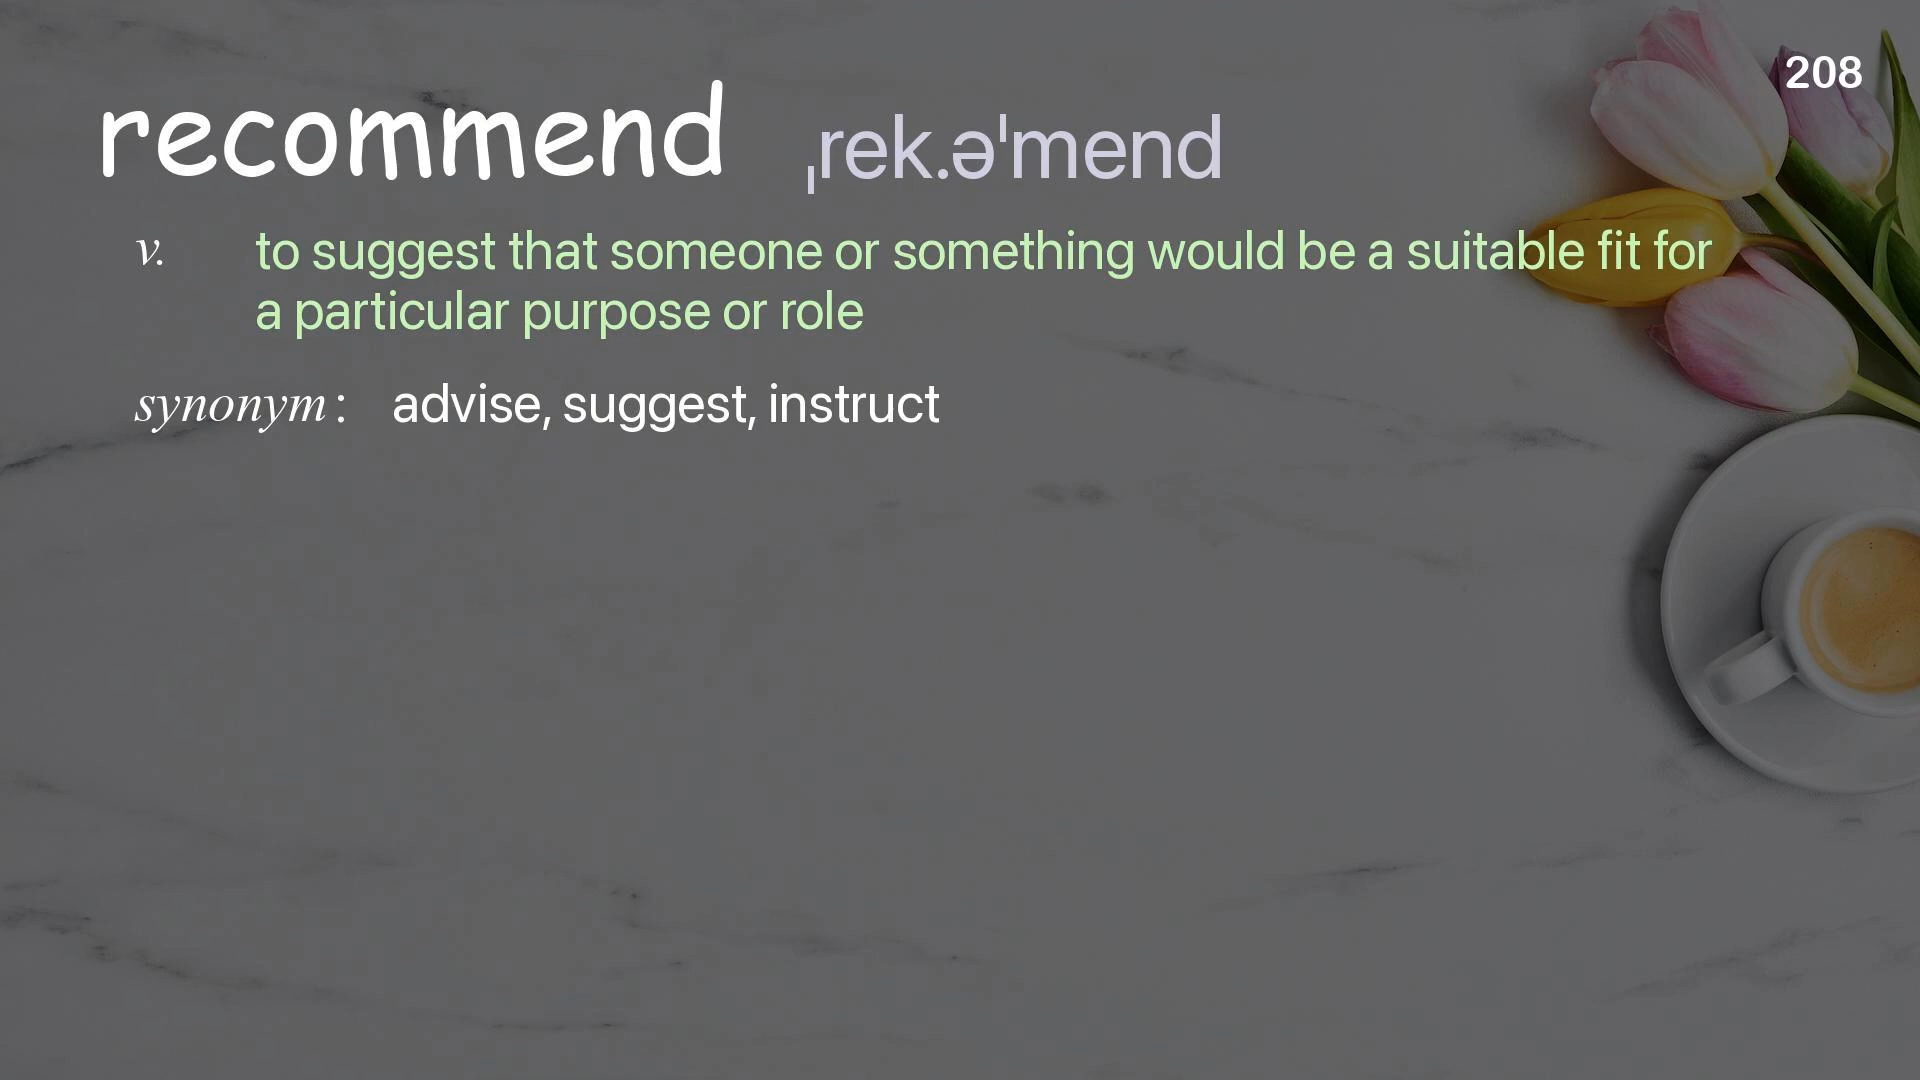 208
recommend ˌrek.əˈmend
v. to suggest that someone or something would be a suitable fit for
a particular purpose or role
synonym: advise, suggest, instruct